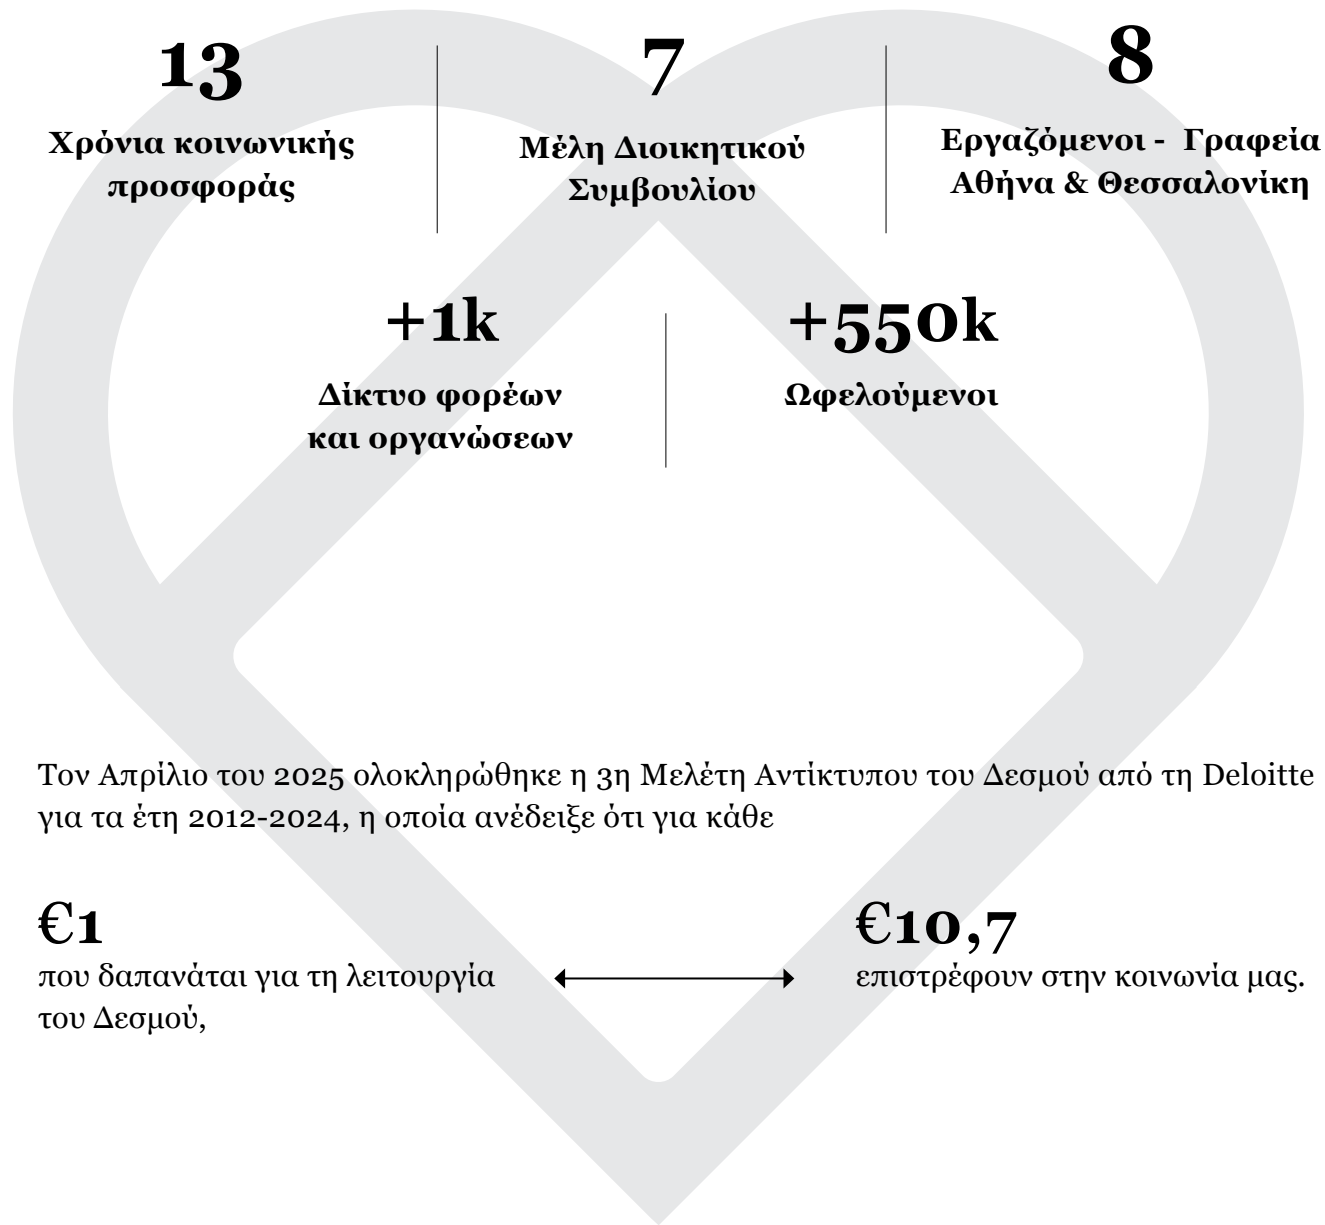 13
Χρόνια κοινωνικής
προσφοράς
7
Μέλη Διοικητικού
Συμβουλίου
8
Εργαζόμενοι - Γραφεία
Αθήνα & Θεσσαλονίκη
+1k
Δίκτυο φορέων
και οργανώσεων
+550k
Ωφελούμενοι
Τον Απρίλιο του 2025 ολοκληρώθηκε η 3η Μελέτη Αντίκτυπου του Δεσμού από τη Deloitte
για τα έτη 2012-2024, η οποία ανέδειξε ότι για κάθε
€1
που δαπανάται για τη λειτουργία
του Δεσμού,
€10,7
επιστρέφουν στην κοινωνία μας.